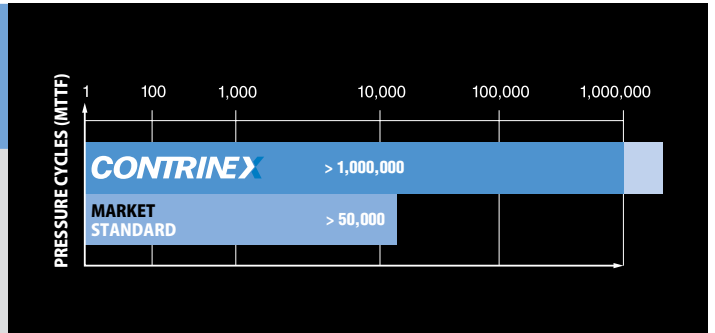 PRESSURE CYCLES (MTTF)
1 100 1,000 10,000 100,000 1,000,000
CONTRINEX > 1,000,000
MARKET
STANDARD
> 50,000